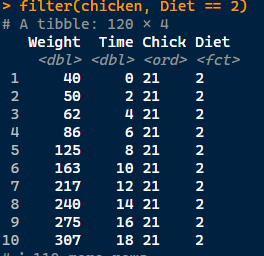 > filter(chicken, Diet == 2)
# A tibble: 120 × 4
Weight Time Chick Diet
<dbl> <dbl> <ord> <fct>
1 40 0 21 2
2 50 2 21 2
3 62 4 21 2
4 86 6 21 2
5 125 8 21 2
6 163 10 21 2
7 217 12 21 2
8 240 14 21 2
9 275 16 21 2
10 307 18 21 2